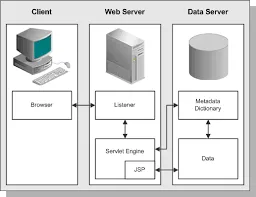 Client
Web Server
Data Server
Browser
Listener
Metadata
Dictionary
Servlet Engine
JSP
Data